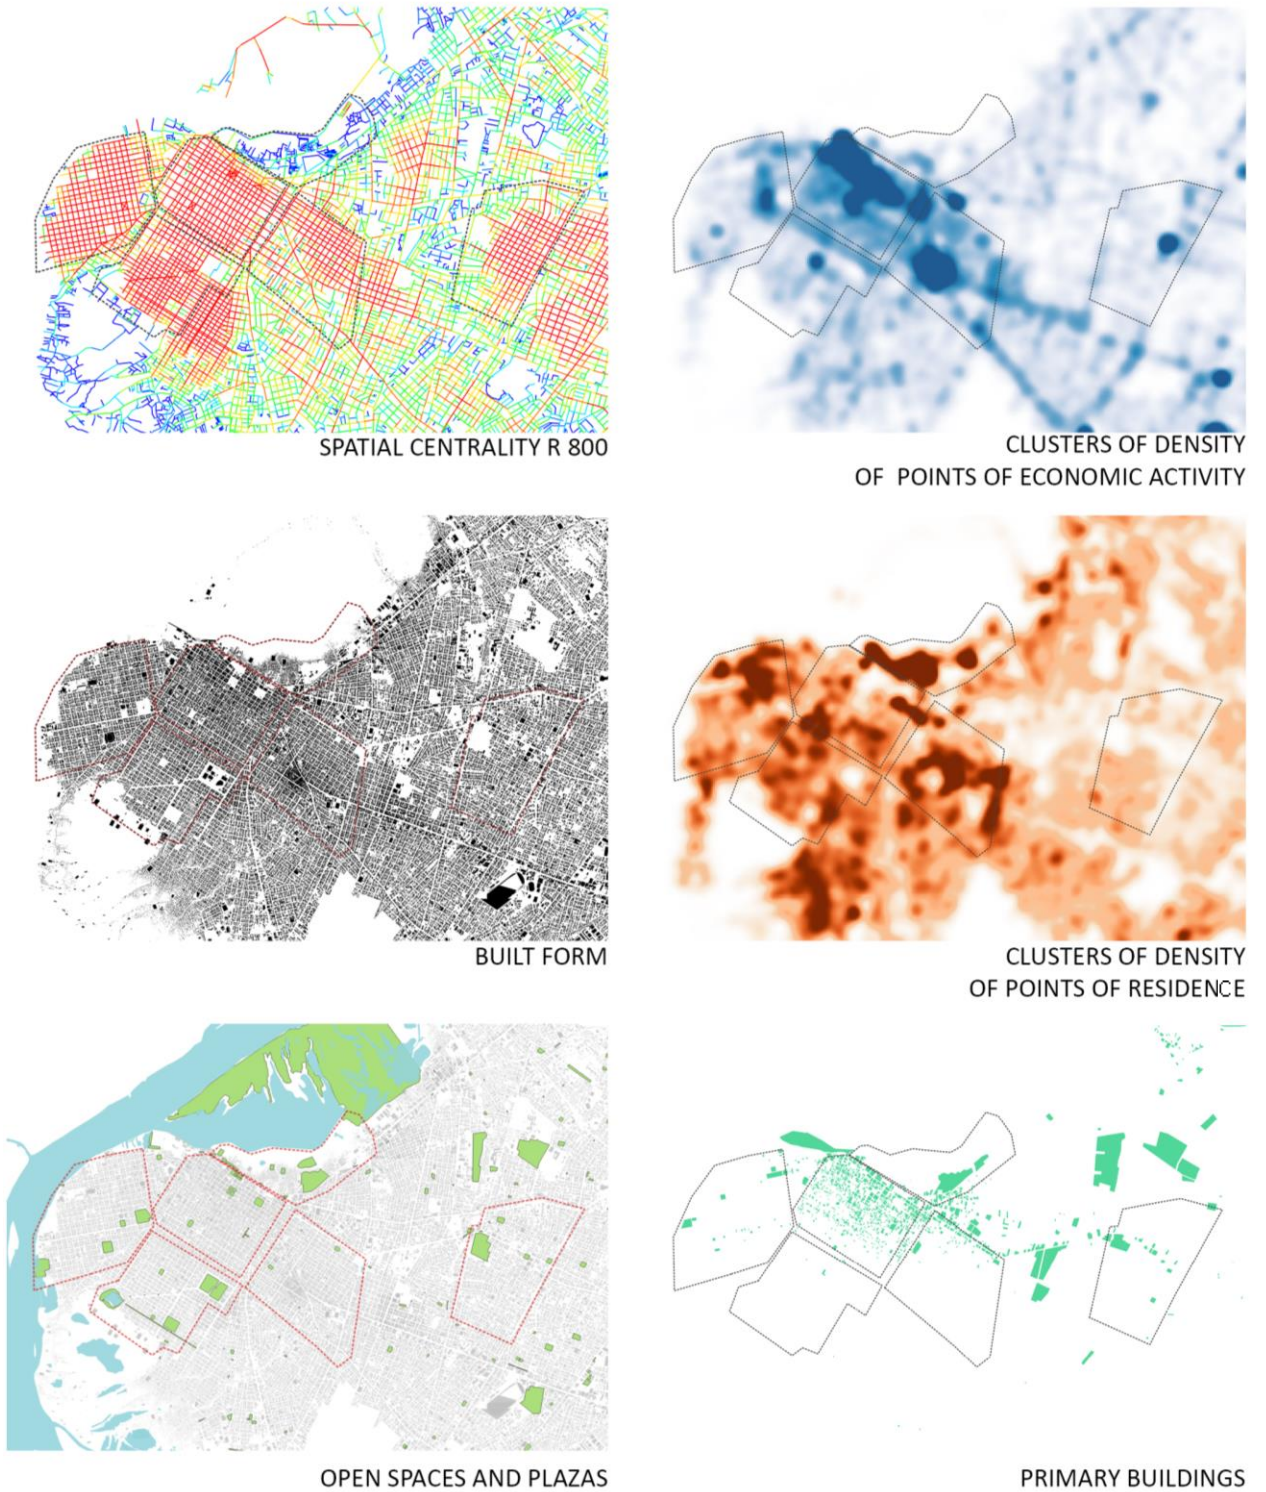 SPATIAL CENTRALITY R 800
CLUSTERS OF DENSITY
OF POINTS OF ECONOMIC ACTIVITY
BUILT FORM
CLUSTERS OF DENSITY
OF POINTS OF RESIDENCE
OPEN SPACES AND PLAZAS
PRIMARY BUILDINGS